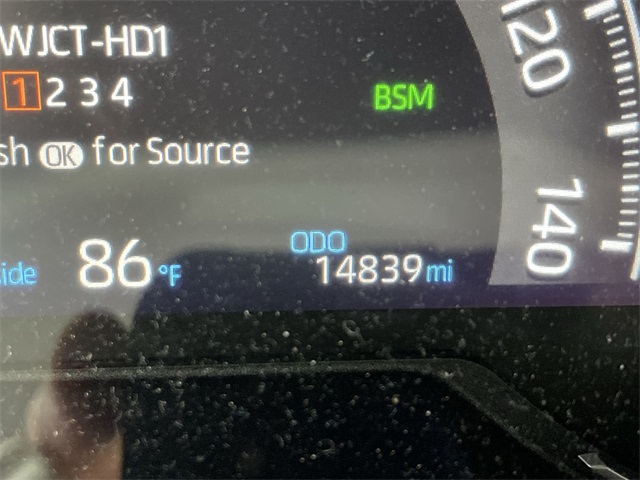 WJCT-HD1
1 2 3 4
BSM
sh OK for Source
ODO
ide 86 °F 14839 mi
120
140